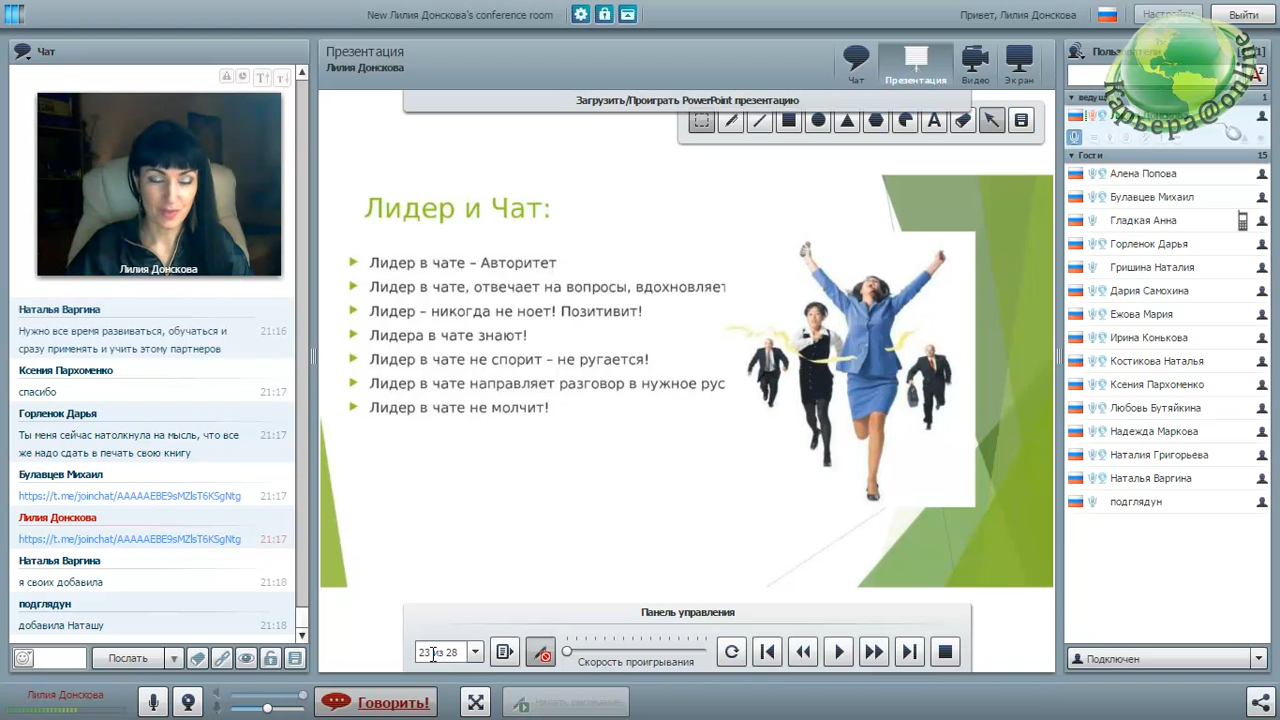 New Лилия Донскова's conference room
Привет, Лилия Донскова
Настройки
Выйти
Чат
Лилия Донскова
Наталья Варгина
Нужно все время развиваться, обучаться и 21:16
сразу применять и учить этому партнеров
Ксения Пархоменко
спасибо 21:17
Горленок Дарья
Ты меня сейчас натолкнула на мысль, что все 21:17
же надо сдать в печать свою книгу
Булавцев Михаил
https://t.me/joinchat/AAAAAEBE9sMZlsT6KSgNtg 21:17
Лилия Донскова
https://t.me/joinchat/AAAAAEBE9sMZlsT6KSgNtg 21:17
Наталья Варгина
я своих добавила 21:18
подглядун
добавила Наташу 21:18
Послать
Лилия Донскова
Говорить!
Презентация
Лилия Донскова
Чат
Презентация
Видео
Экран
Загрузить/Проиграть PowerPoint презентацию
Лидер и Чат:
Лидер в чате – Авторитет
Лидер в чате, отвечает на вопросы, вдохновляет
Лидер – никогда не ноет! Позитивит!
Лидера в чате знают!
Лидер в чате не спорит – не ругается!
Лидер в чате направляет разговор в нужное рус
Лидер в чате не молчит!
Панель управления
23 из 28
Скорость проигрывания
карьера@online
Гости 15
Алена Попова
Булавцев Михаил
Гладкая Анна
Горленок Дарья
Гришина Наталия
Дария Самохина
Ежова Мария
Ирина Конькова
Костикова Наталья
Ксения Пархоменко
Любовь Бутяйкина
Надежда Маркова
Наталия Григорьева
Наталья Варгина
подглядун
Подключен